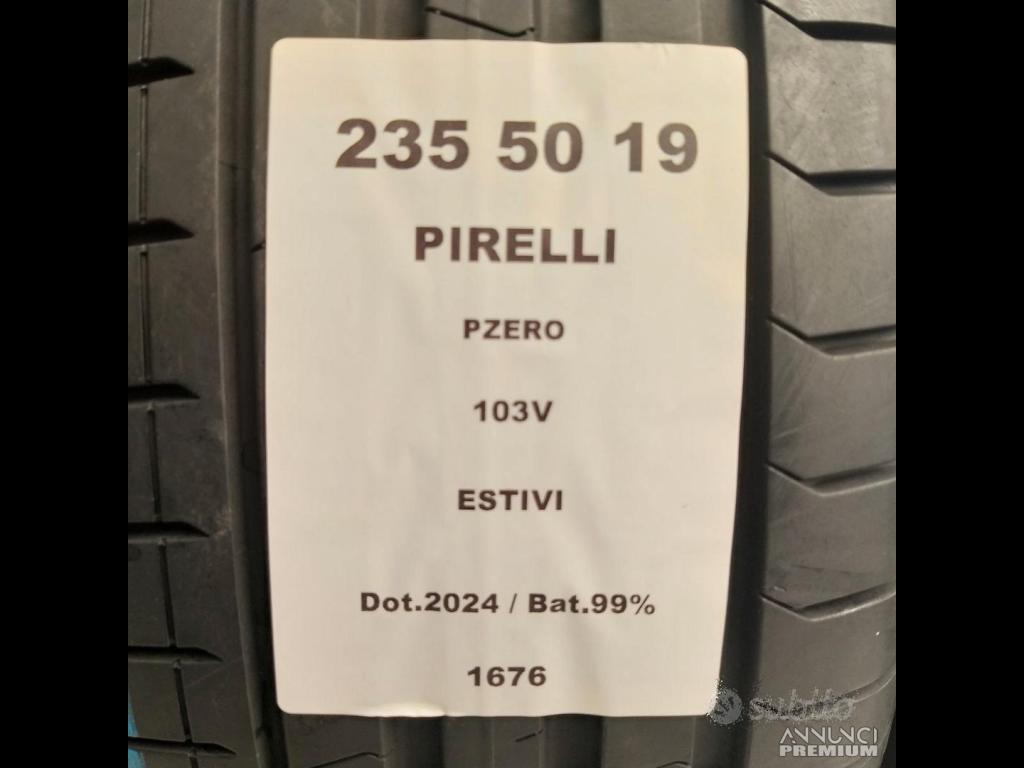 235 50 19
PIRELLI
PZERO
103V
ESTIVI
Dot.2024 / Bat.99%
1676
subito
ANNUNCI
PREMIUM